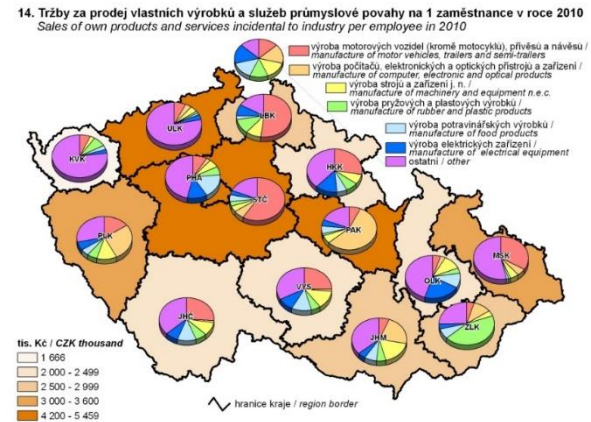 14. Tržby za prodej vlastních výrobků a služeb průmyslové povahy na 1 zaměstnance v roce 2010
Sales of own products and services incidental to industry per employee in 2010
výroba motorových vozidel (kromě motocyklů), přívěsů a návěsů /
manufacture of motor vehicles, trailers and semi-trailers
výroba počítačů, elektronických a optických přístrojů a zařízení /
manufacture of computer, electronic and optical products
výroba strojů a zařízení j. n. /
manufacture of machinery and equipment n.e.c.
výroba pryžových a plastových výrobků /
manufacture of rubber and plastic products
výroba potravinářských výrobků /
manufacture of food products
výroba elektrických zařízení /
manufacture of electrical equipment
ostatní / other
LBK
ULK
KVK
PHA
HKK
STČ
PLK
PAK
MSK
OLK
VYS
JHČ
ZLK
JHM
tis. Kč / CZK thousand
1 666
2 000 - 2 499
2 500 - 2 999
3 000 - 3 600
4 200 - 5 459
hranice kraje / region border